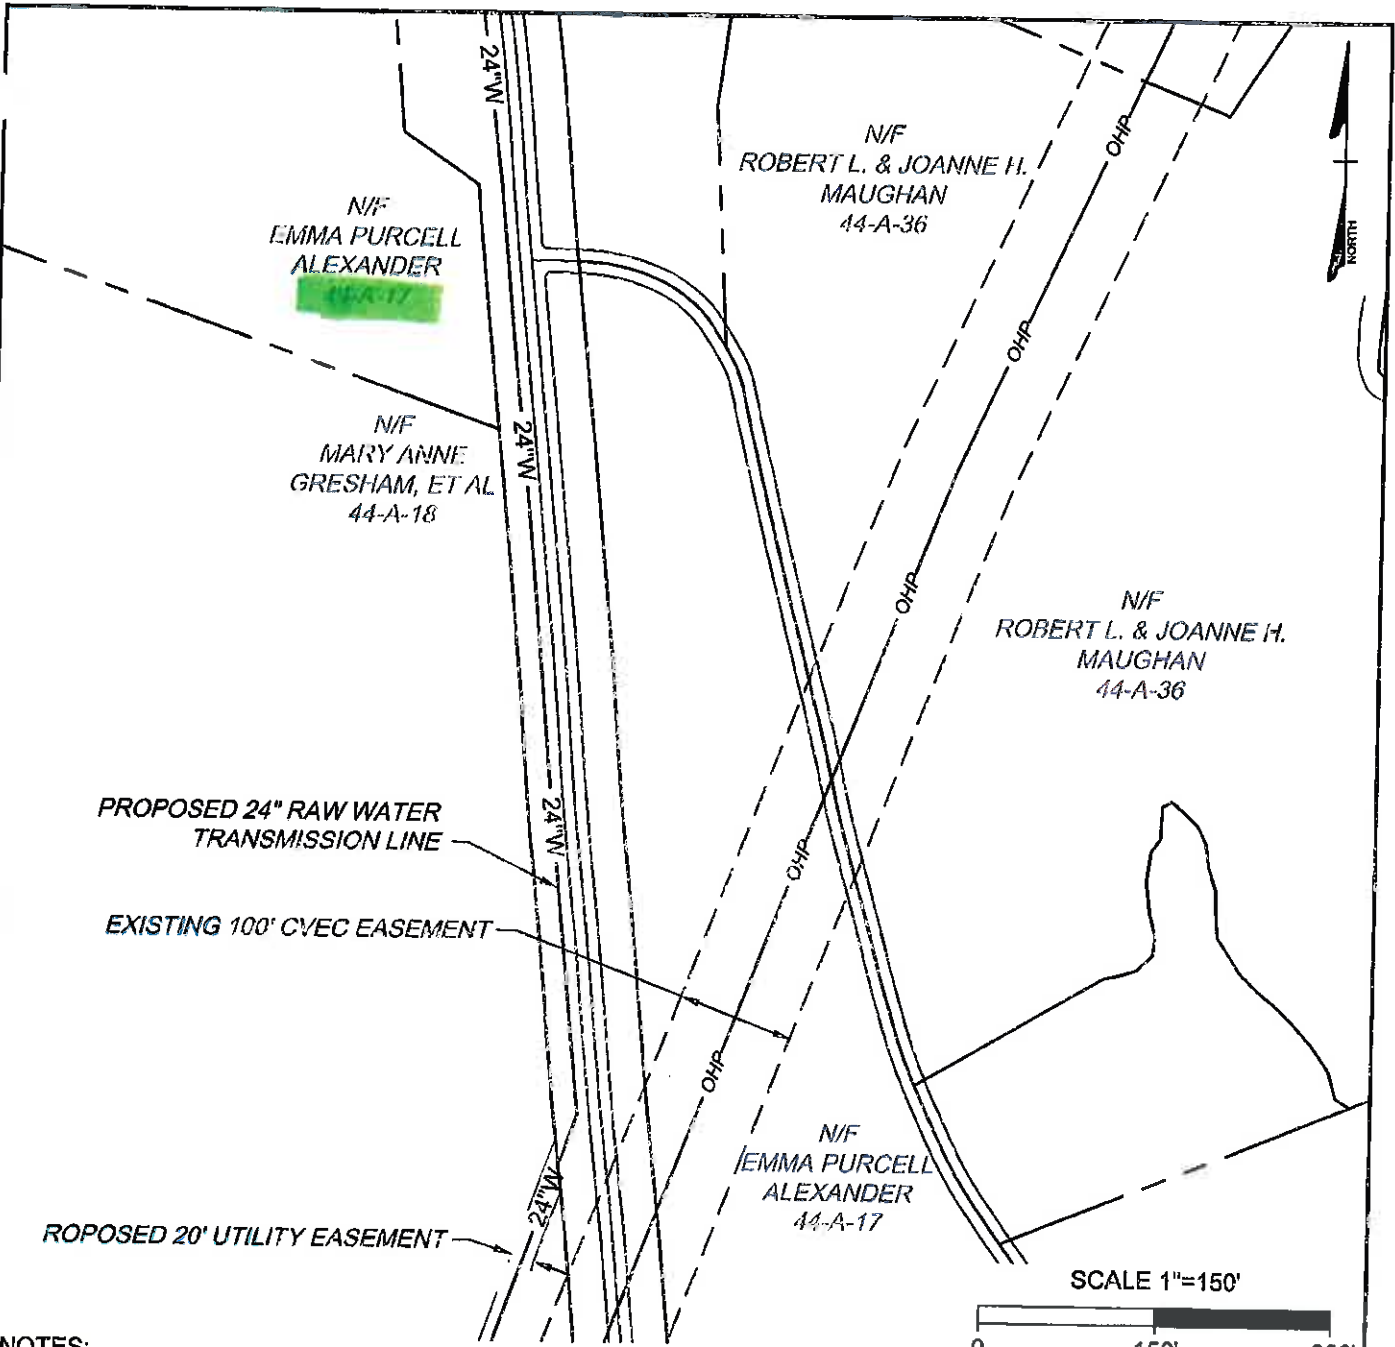 24"W
N/F
ROBERT L. & JOANNE H.
MAUGHAN
44-A-36
OHP
NORTH
N/F
EMMA PURCELL
ALEXANDER
OHP
N/F
MARY ANNE
GRESHAM, ET AL
44-A-18
24"W
OHP
N/F
ROBERT L. & JOANNE H.
MAUGHAN
44-A-36
PROPOSED 24" RAW WATER
TRANSMISSION LINE
24"W
OHP
EXISTING 100' CVEC EASEMENT
OHP
N/F
EMMA PURCELL
ALEXANDER
44-A-17
24"W
ROPOSED 20' UTILITY EASEMENT
SCALE 1"=150'
NOTES:
0 150'